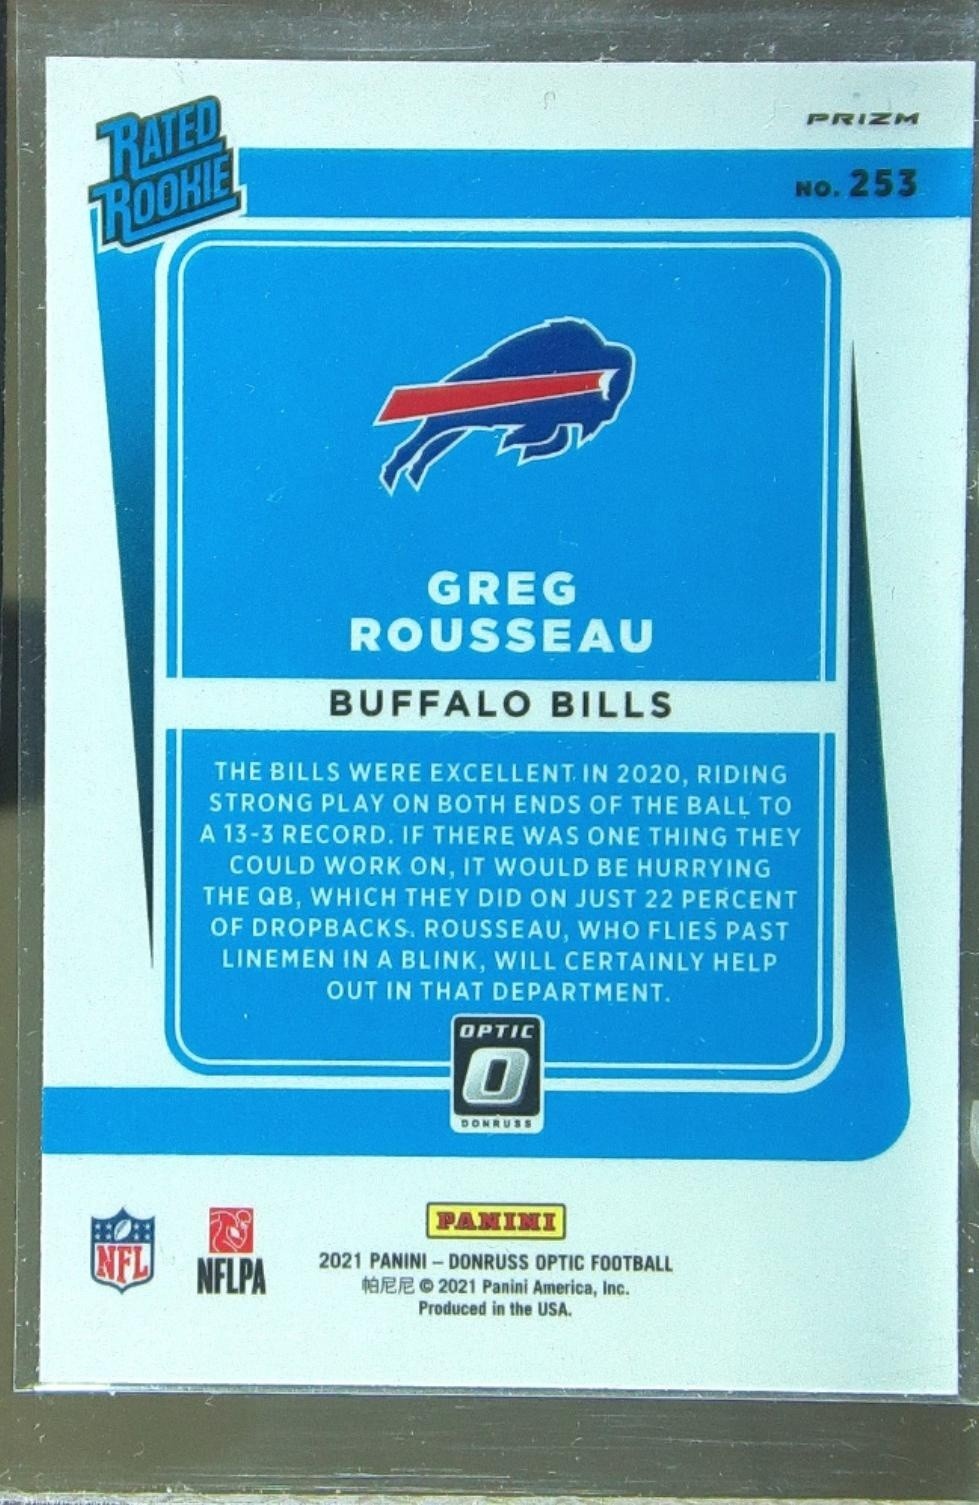 RATED
ROOKIE
PRIZM
NO. 253
GREG
ROUSSEAU
BUFFALO BILLS
THE BILLS WERE EXCELLENT IN 2020, RIDING
STRONG PLAY ON BOTH ENDS OF THE BALL TO
A 13-3 RECORD. IF THERE WAS ONE THING THEY
COULD WORK ON, IT WOULD BE HURRYING
THE QB, WHICH THEY DID ON JUST 22 PERCENT
OF DROPBACKS. ROUSSEAU, WHO FLIES PAST
LINEMEN IN A BLINK, WILL CERTAINLY HELP
OUT IN THAT DEPARTMENT.
OPTIC
O
DONRUSS
NFL
NFLPA
PANINI
2021 PANINI – DONRUSS OPTIC FOOTBALL
帕尼尼 © 2021 Panini America, Inc.
Produced in the USA.